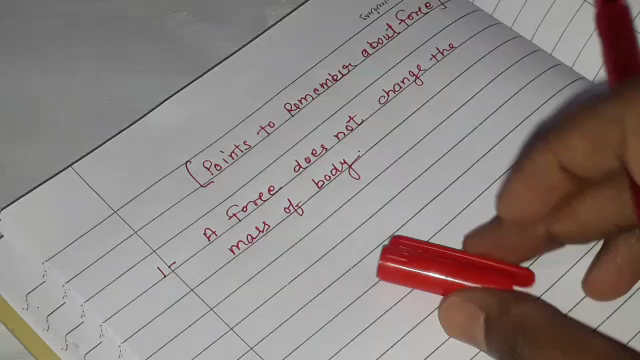 [Points to Remember about force]
1- A force does not change the
mass of body.